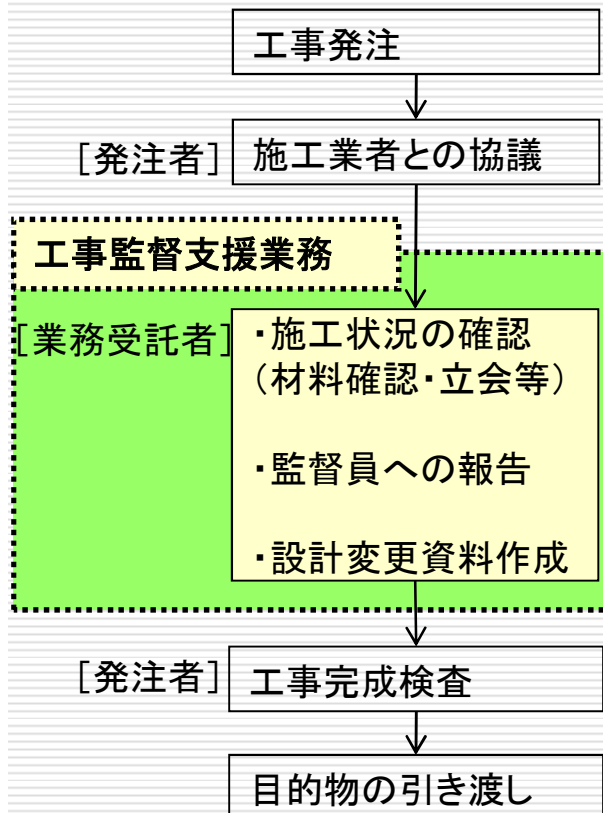 工事発注
[発注者]
施工業者との協議
工事監督支援業務
[業務受託者]
・施工状況の確認
(材料確認・立会等)
・監督員への報告
・設計変更資料作成
[発注者]
工事完成検査
目的物の引き渡し